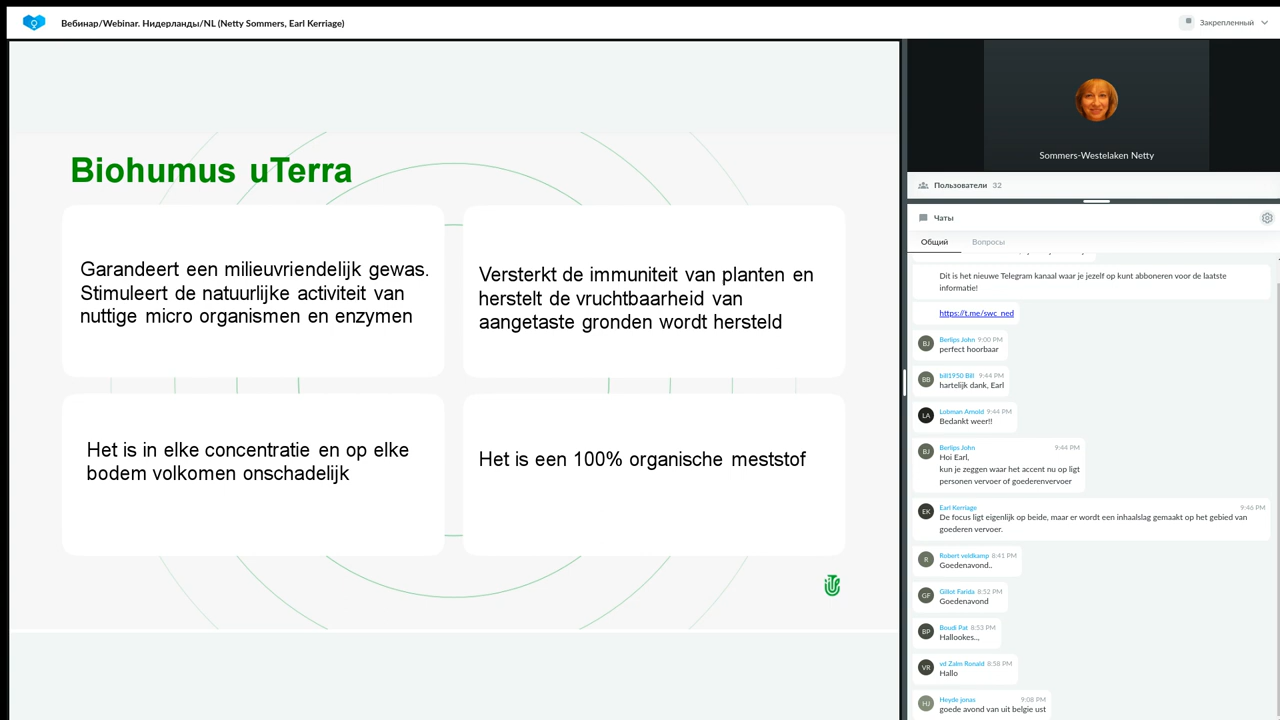 Вебинар/Webinar. Нидерланды/NL (Netty Sommers, Earl Kerriage)
Закрепленный
Biohumus uTerra
Garandeert een milieuvriendelijk gewas.
Stimuleert de natuurlijke activiteit van
nuttige micro organismen en enzymen
Versterkt de immuniteit van planten en
herstelt de vruchtbaarheid van
aangetaste gronden wordt hersteld
Het is in elke concentratie en op elke
bodem volkomen onschadelijk
Het is een 100% organische meststof
Sommers-Westelaken Netty
Пользователи 32
Чаты
Общий Вопросы
Dit is het nieuwe Telegram kanaal waar je jezelf op kunt abboneren voor de laatste
informatie!
https://t.me/swc_ned
BJ Berlips John 9:00 PM
perfect hoorbaar
BB bill1950 Bill 9:44 PM
hartelijk dank, Earl
LA Lobman Arnold 9:44 PM
Bedankt weer!!
BJ Berlips John 9:44 PM
Hoi Earl,
kun je zeggen waar het accent nu op ligt
personen vervoer of goederenvervoer
EK Earl Kerriage 9:46 PM
De focus ligt eigenlijk op beide, maar er wordt een inhaalslag gemaakt op het gebied van
goederen vervoer.
R Robert veldkamp 8:41 PM
Goedenavond..
GF Gillot Farida 8:52 PM
Goedenavond
BP Boudi Pat 8:53 PM
Hallookes..,
VR vd Zalm Ronald 8:58 PM
Hallo
HJ Heyde jonas 9:08 PM
goede avond van uit belgie ust